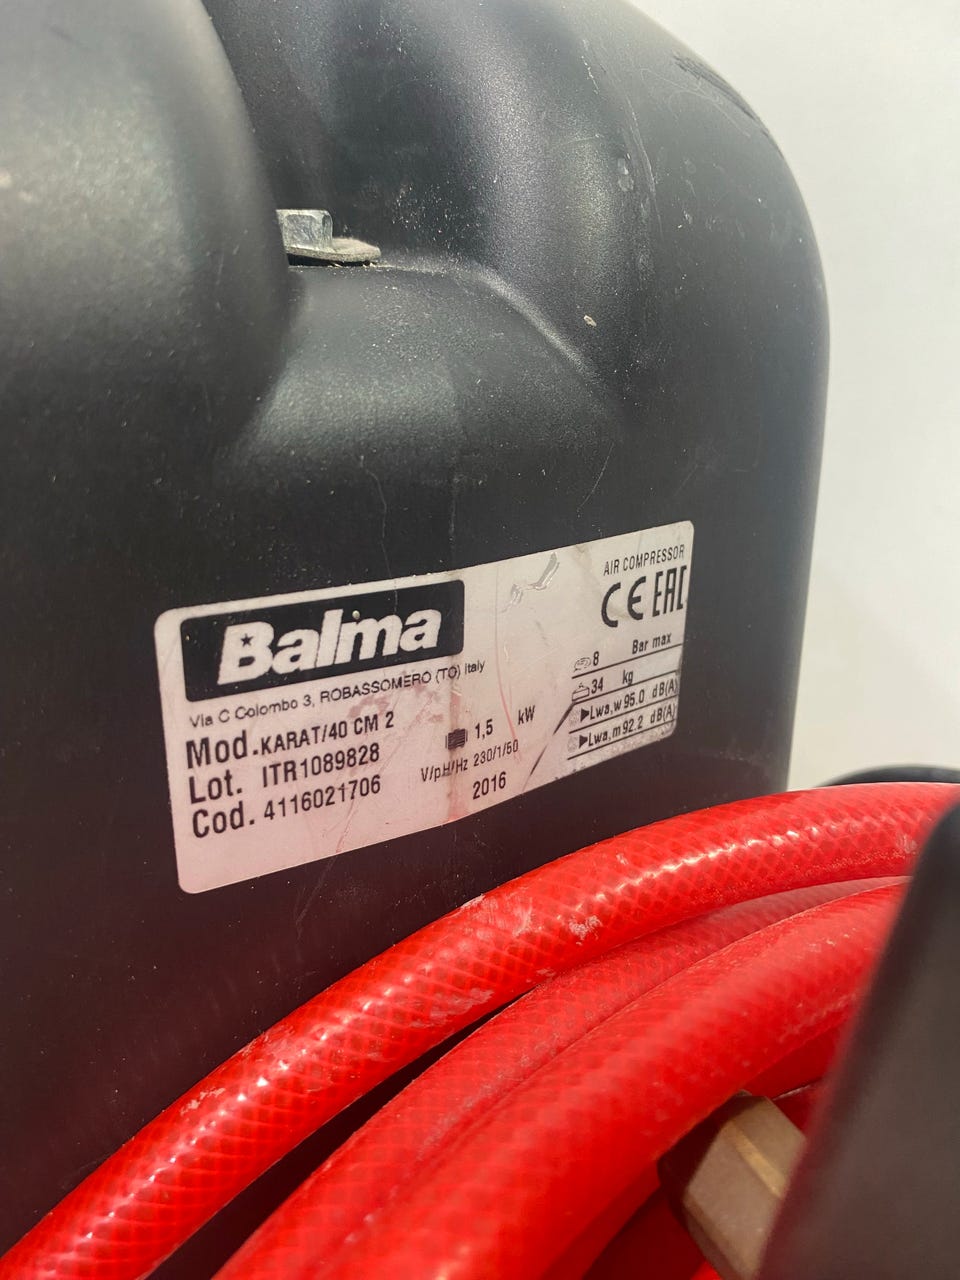 Balma
Via C Colombo 3, ROBASSOMERO (TO) Italy
Mod. KARAT/40 CM 2
Lot. ITR1089828
Cod. 4116021706
1,5 kW
V/pH/Hz 230/1/50
2016
AIR COMPRESSOR
CE EAC
8 Bar max
34 kg
Lwa,w 95.0 dB(A)
Lwa,m 92.2 dB(A)